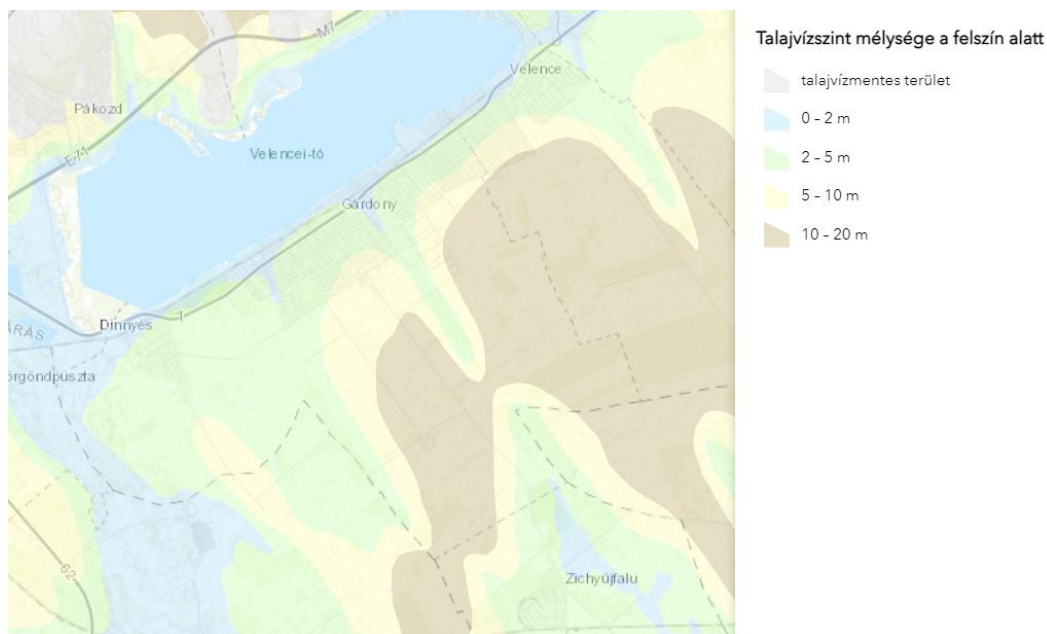 M7
Velence
Pákozd
E71
Velencei-tó
Gárdony
1
Dinnyés
62
Zichyújfalu
Talajvízszint mélysége a felszín alatt
talajvízmentes terület
0 - 2 m
2 - 5 m
5 - 10 m
10 - 20 m